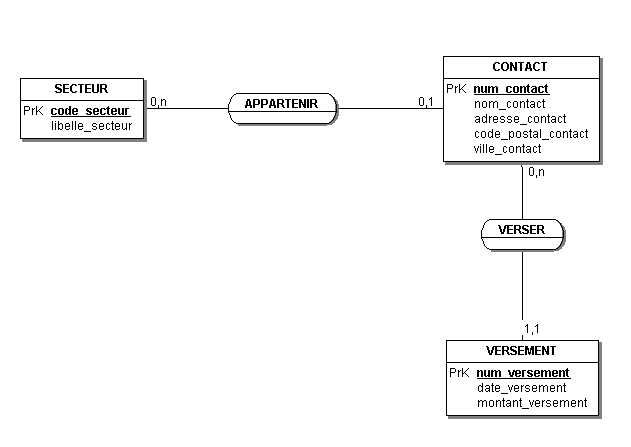 SECTEUR
PrK code_secteur
libelle_secteur
0,n
APPARTENIR
0,1
CONTACT
PrK num_contact
nom_contact
adresse_contact
code_postal_contact
ville_contact
0,n
VERSER
1,1
VERSEMENT
PrK num_versement
date_versement
montant_versement